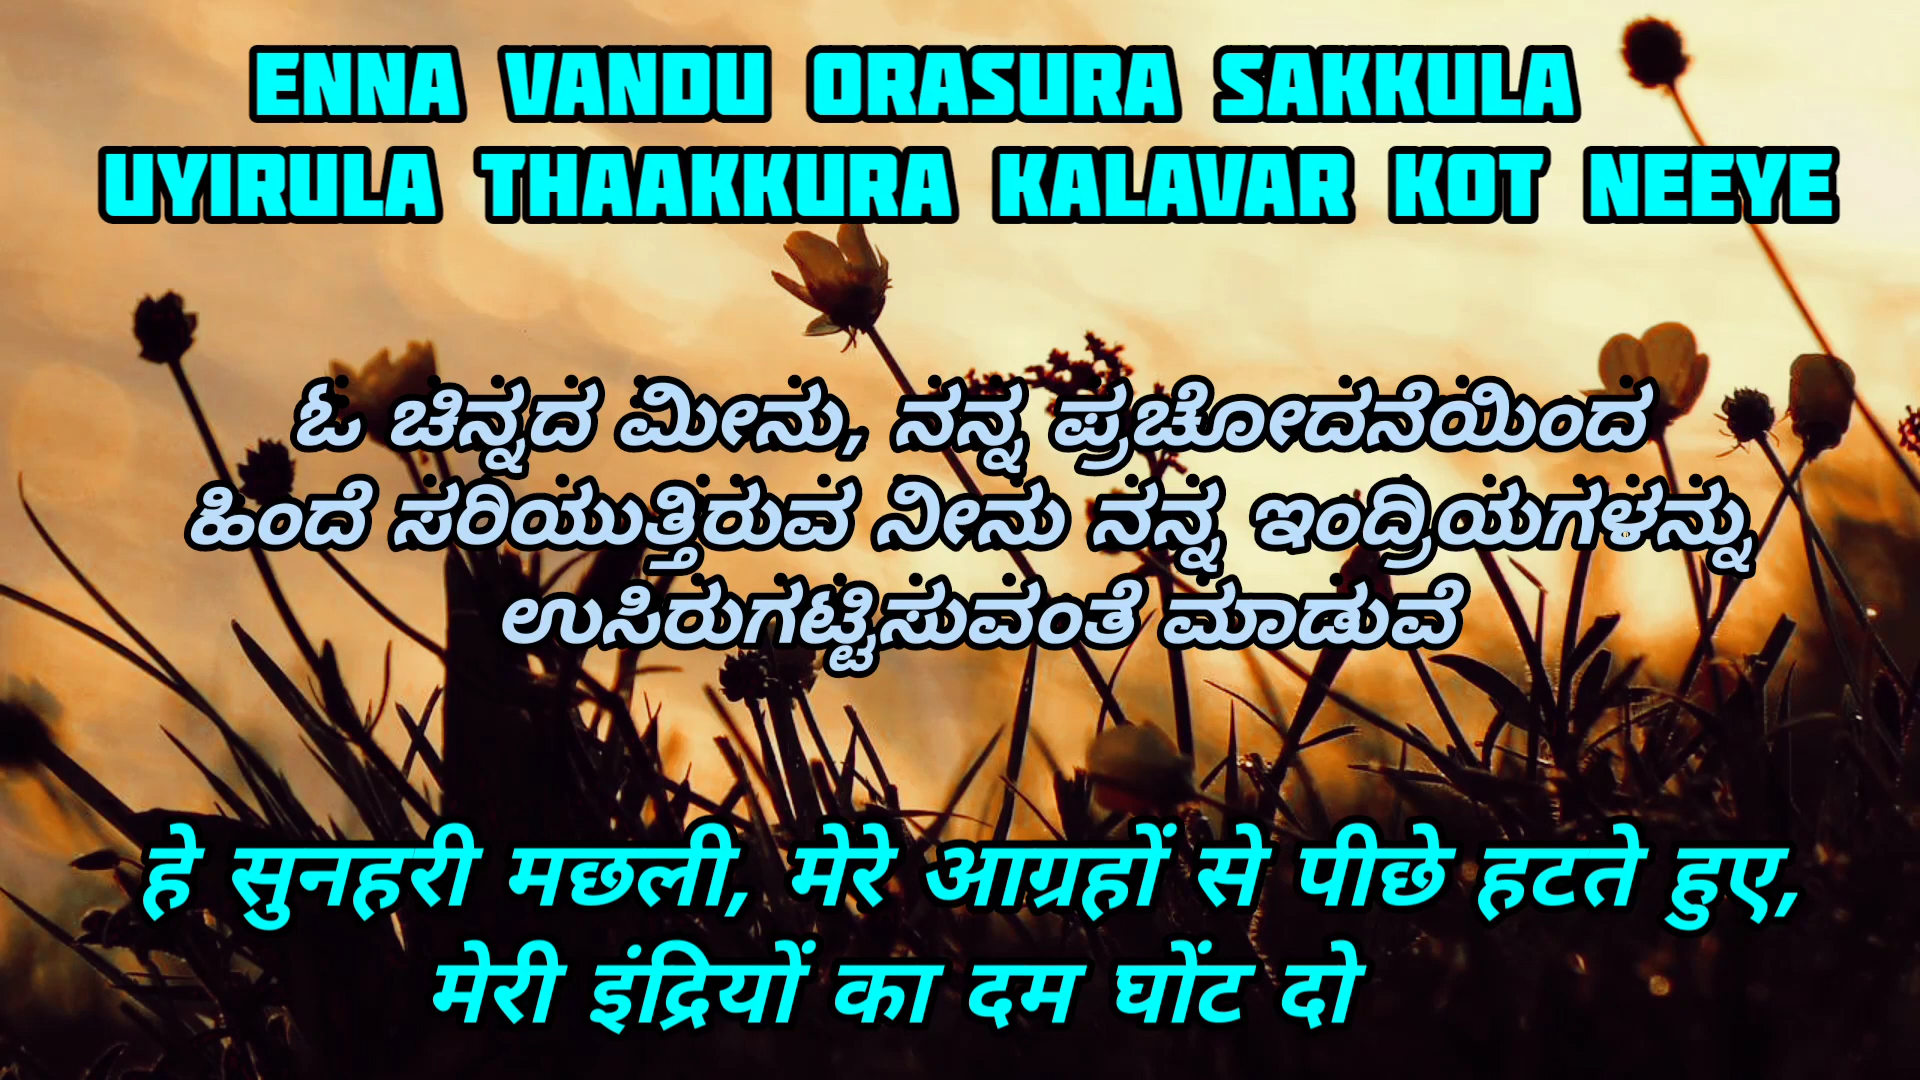 ENNA VANDU ORASURA SAKKULA
UYIRULA THAAKKURA KALAVAR KOT NEEYE
ಓ ಚಿನ್ನದ ಮೀನು, ನನ್ನ ಪ್ರಚೋದನೆಯಿಂದ
ಹಿಂದೆ ಸರಿಯುತ್ತಿರುವ ನೀನು ನನ್ನ ಇಂದ್ರಿಯಗಳನ್ನು
ಉಸಿರುಗಟ್ಟಿಸುವಂತೆ ಮಾಡುವೆ
हे सुनहरी मछली, मेरे आग्रहों से पीछे हटते हुए,
मेरी इंद्रियों का दम घोंट दो